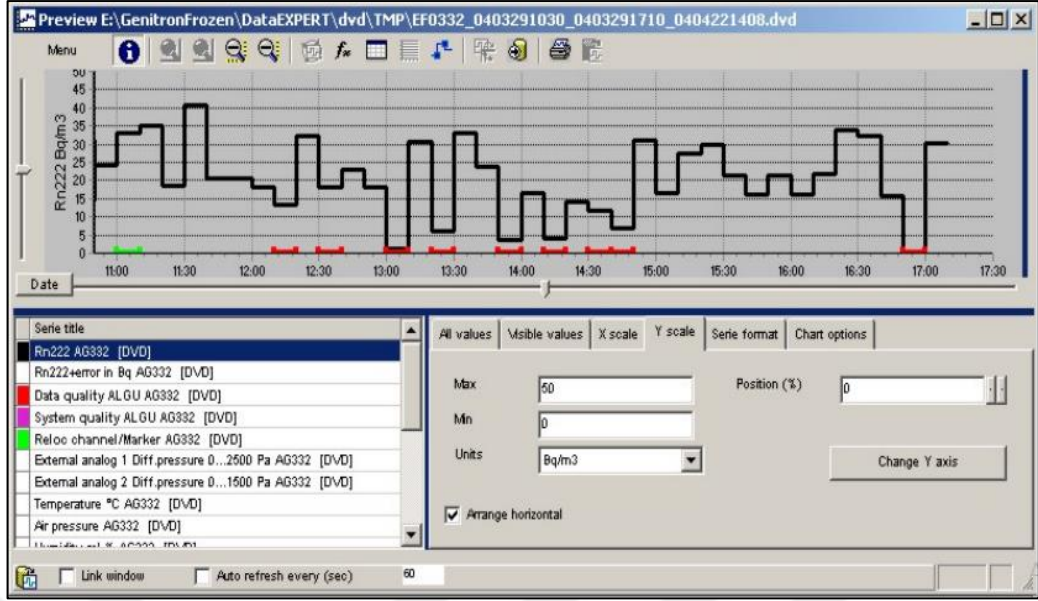 Preview E:\GenitronFrozen\DataEXPERT\dvd\TMP\EF0332_0403291030_0403291710_0404221408.dvd
Menu
Rn222 Bq/m3
50
45
40
35
30
25
20
15
10
5
0
11:00 11:30 12:00 12:30 13:00 13:30 14:00 14:30 15:00 15:30 16:00 16:30 17:00 17:30
Date
Serie title
Rn222 AG332 [DVD]
Rn222+error in Bq AG332 [DVD]
Data quality ALGU AG332 [DVD]
System quality ALGU AG332 [DVD]
Reloc channel/Marker AG332 [DVD]
External analog 1 Diff.pressure 0...2500 Pa AG332 [DVD]
External analog 2 Diff.pressure 0...1500 Pa AG332 [DVD]
Temperature °C AG332 [DVD]
Air pressure AG332 [DVD]
All values Visible values X scale Y scale Serie format Chart options
Max 50 Position (%) 0
Min 0
Units Bq/m3 Change Y axis
Arrange horizontal
Link window Auto refresh every (sec) 60